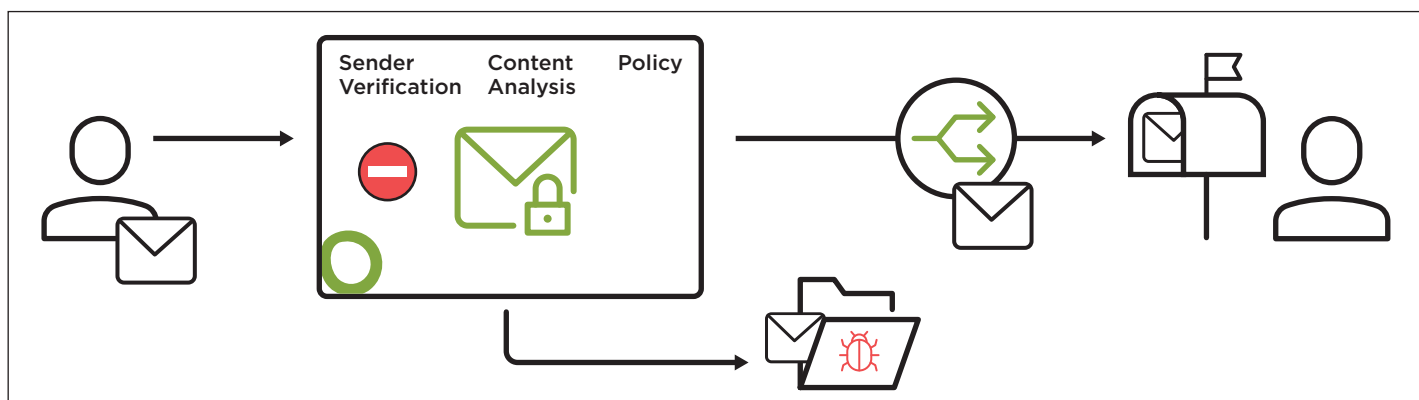 Sender
Verification
Content
Analysis
Policy